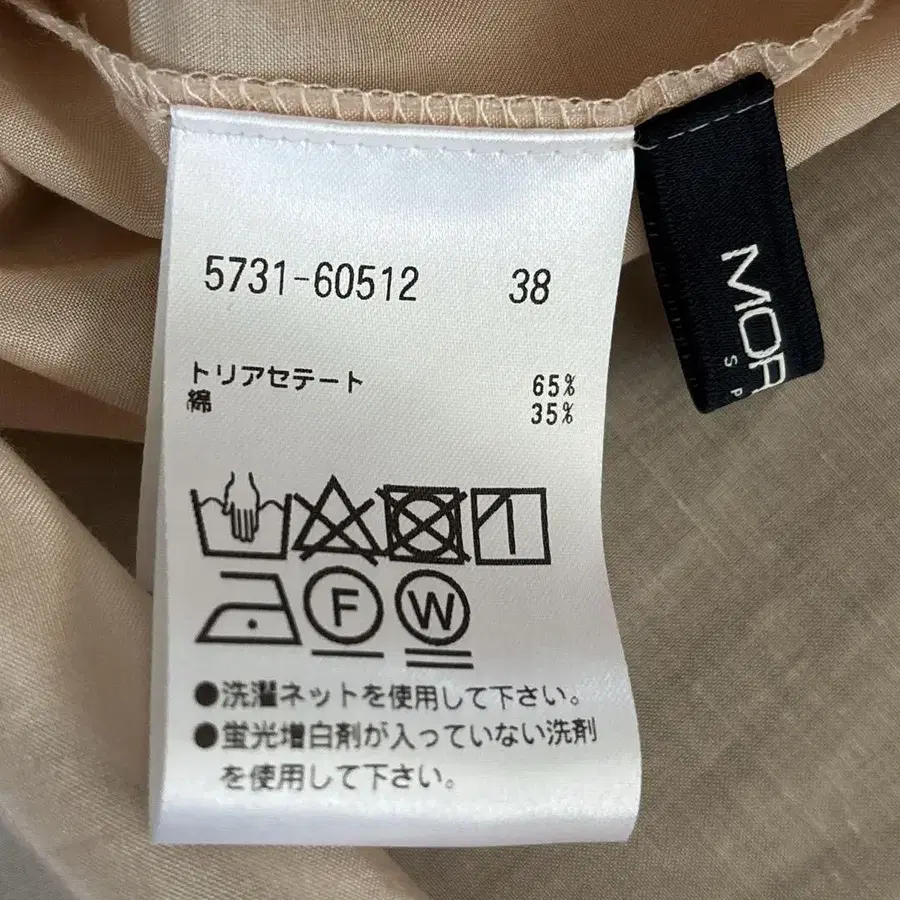 5731-60512 38
トリアセテート 65%
綿 35%
F W
●洗濯ネットを使用して下さい。
●蛍光増白剤が入っていない洗剤
を使用して下さい。
MOR
S P